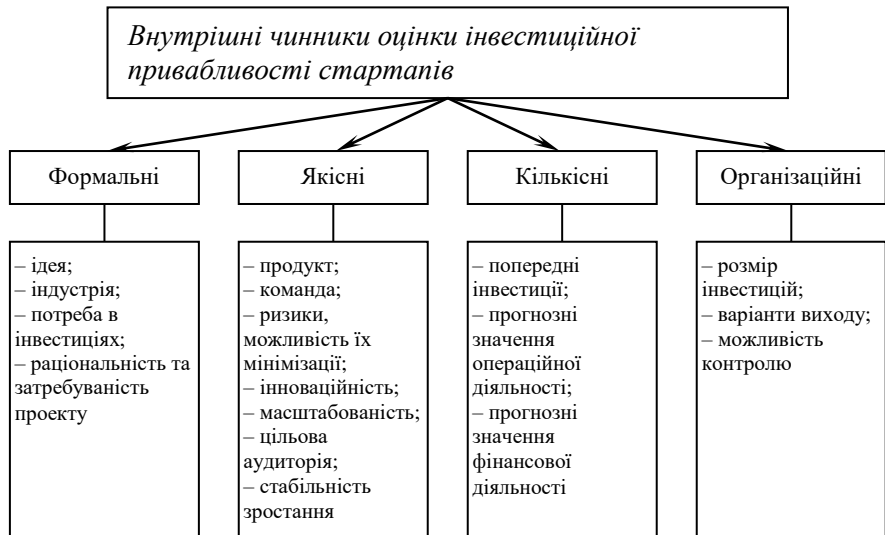 Внутрішні чинники оцінки інвестиційної
привабливості стартапів
Формальні
Якісні
Кількісні
Організаційні
– ідея;
– індустрія;
– потреба в
інвестиціях;
– раціональність та
затребуваність
проекту
– продукт;
– команда;
– ризики,
можливість їх
мінімізації;
– інноваційність;
– масштабованість;
– цільова
аудиторія;
– стабільність
зростання
– попередні
інвестиції;
– прогнозні
значення
операційної
діяльності;
– прогнозні
значення
фінансової
діяльності
– розмір
інвестицій;
– варіанти виходу;
– можливість
контролю